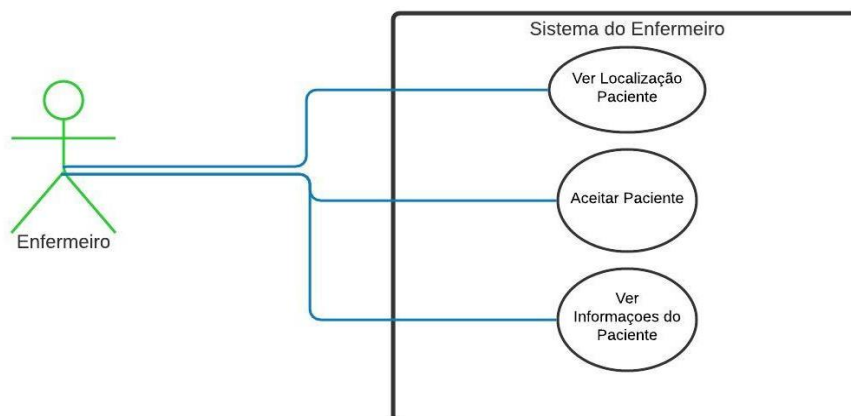 Sistema do Enfermeiro
Ver Localização
Paciente
Aceitar Paciente
Enfermeiro
Ver
Informaçoes do
Paciente